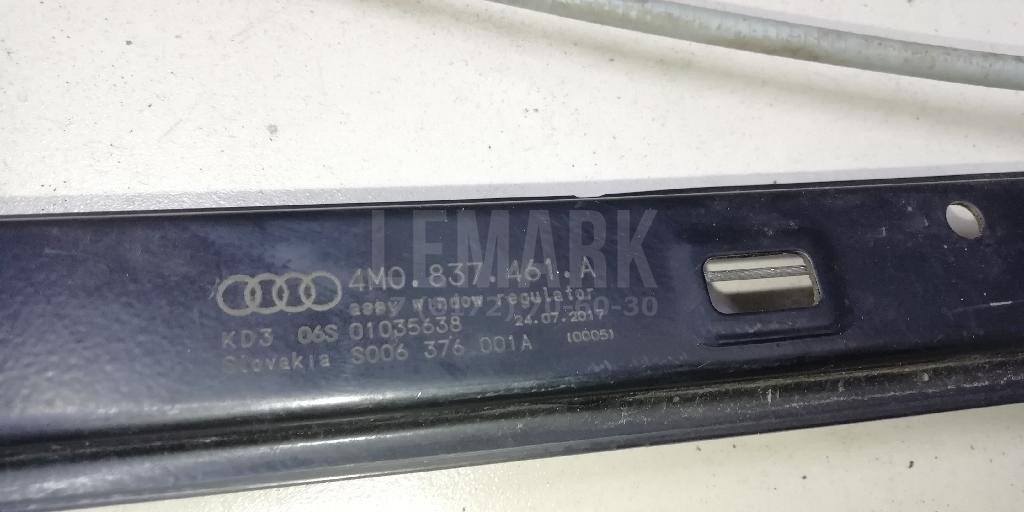 LEMARK
4M0.837.461.A
assy window regulator
KD3 06S 01035638 24.07.2017
Slovakia S006 376 001A (0005)